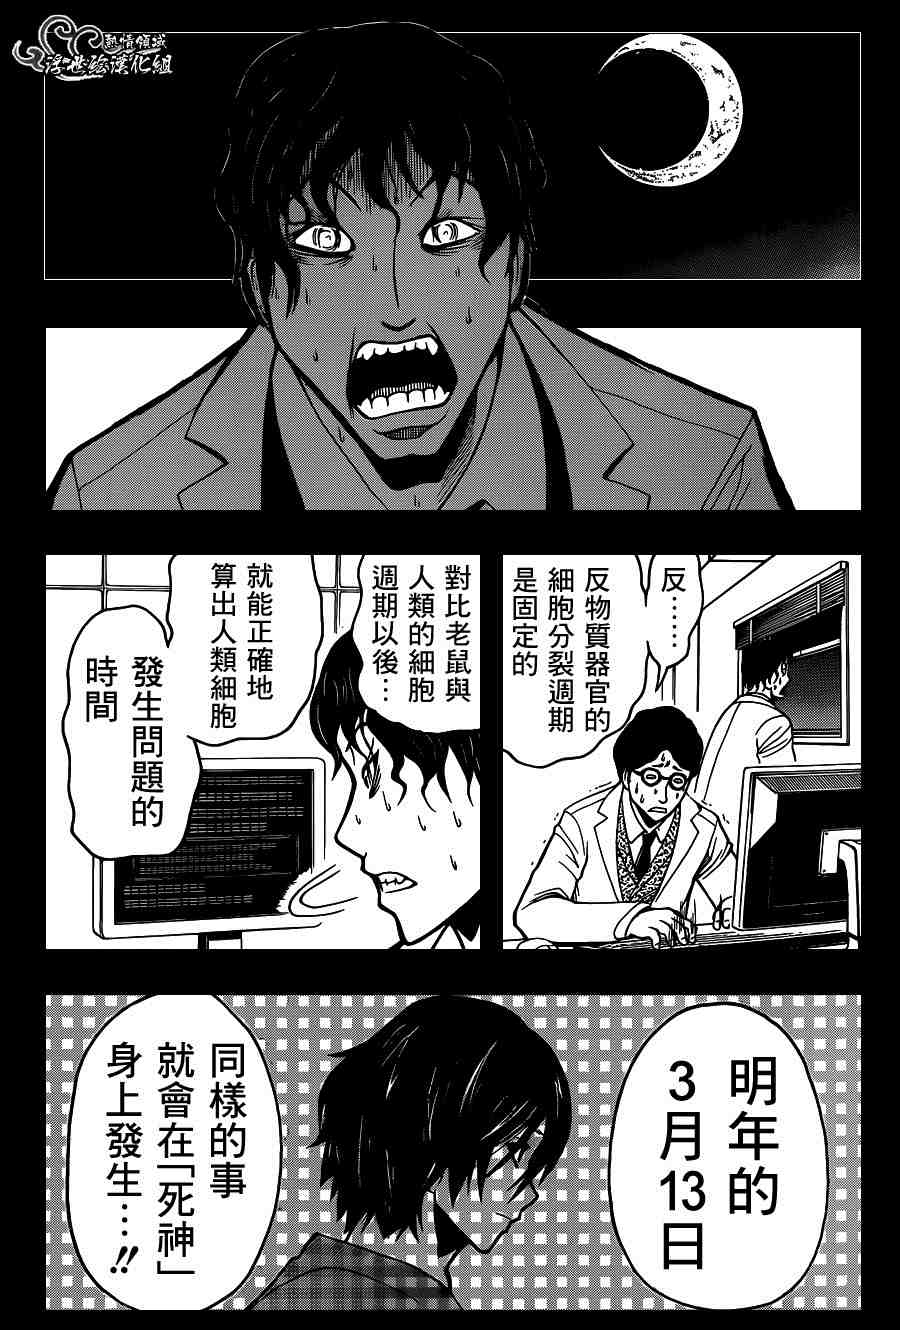 熱情領域
浮世繪漢化組
反……
反物質器官的
細胞分裂週期
是固定的
對比老鼠與
人類的細胞
週期以後…
就能正確地
算出人類細胞
發生問題的
時間
明年的
3月13日
同樣的事
就會在「死神」
身上發生…!!